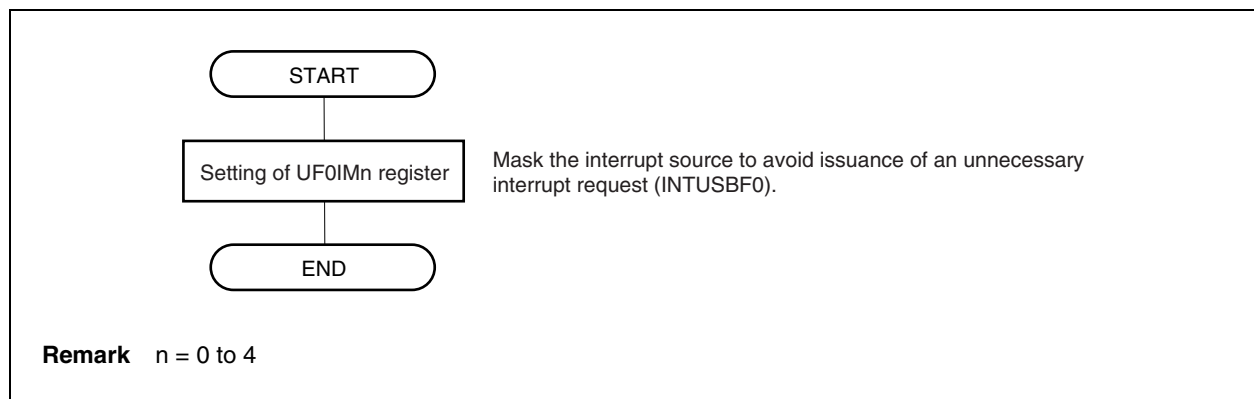 START
Setting of UF0IMn register
Mask the interrupt source to avoid issuance of an unnecessary
interrupt request (INTUSBF0).
END
Remark n = 0 to 4